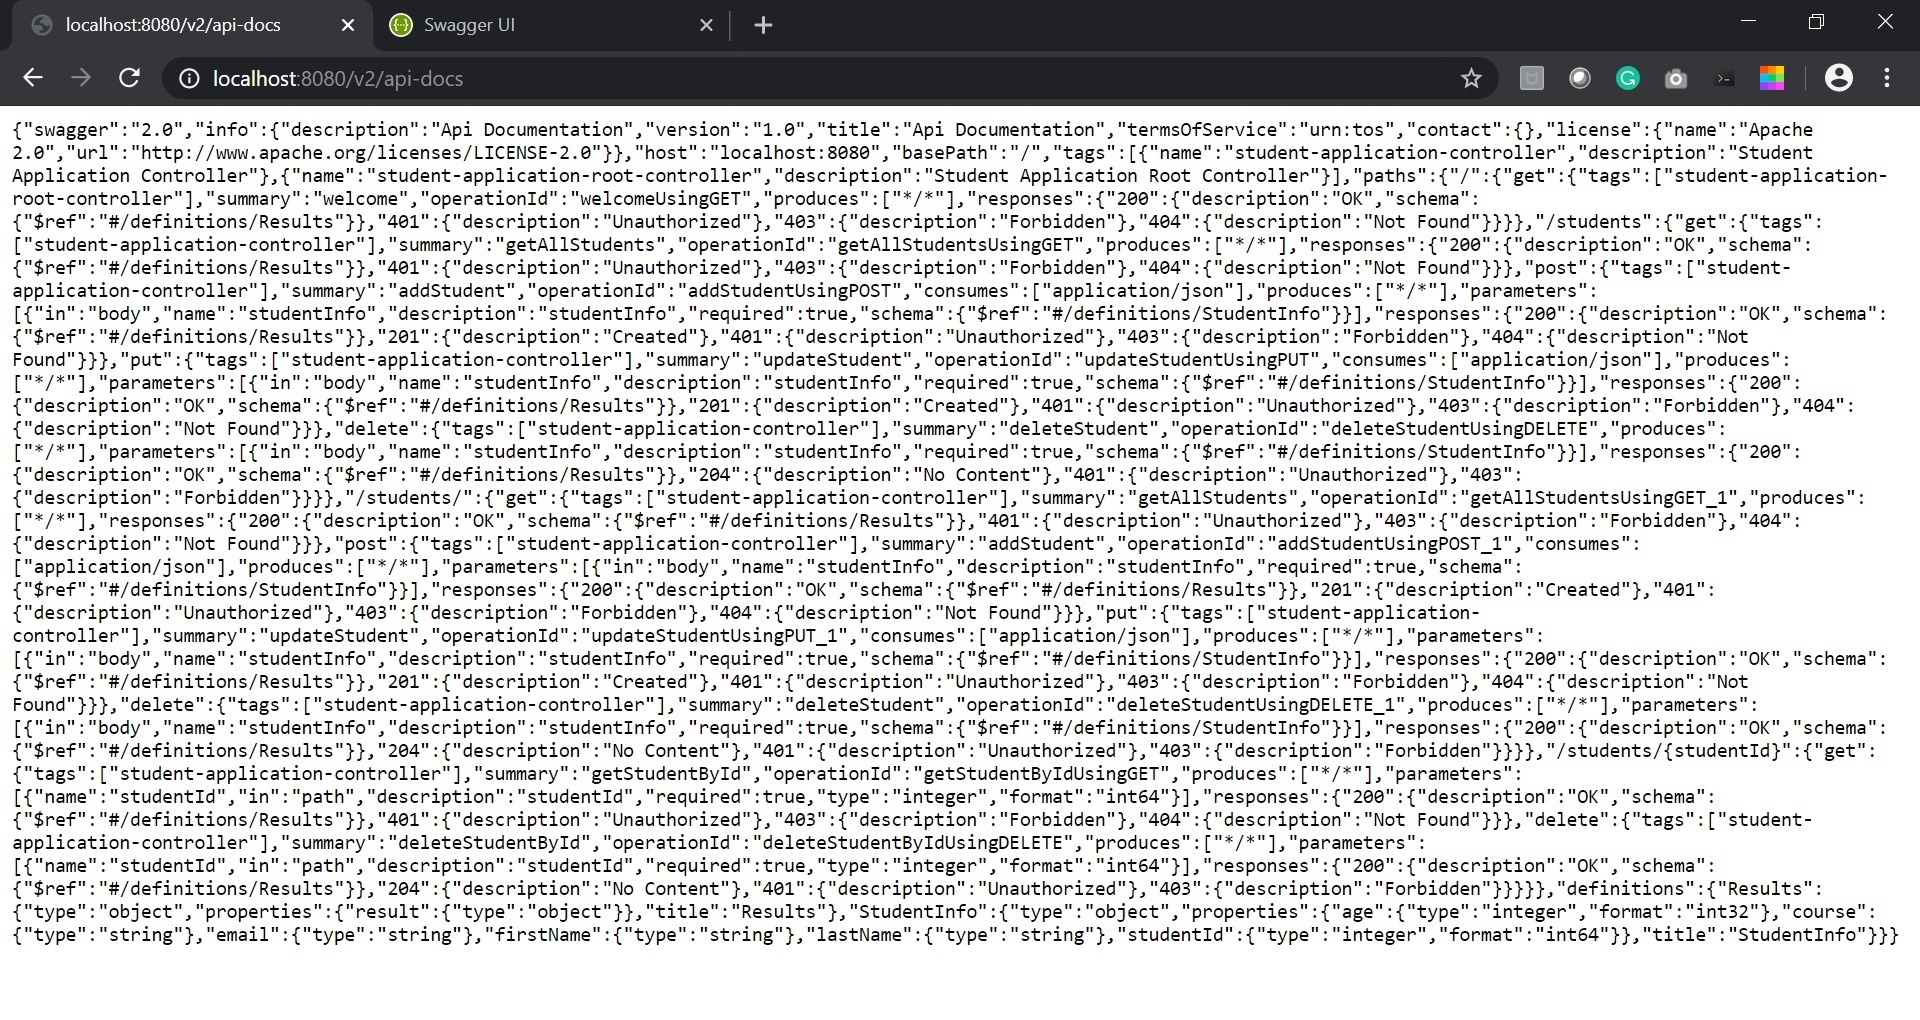 localhost:8080/v2/api-docs
Swagger UI
localhost:8080/v2/api-docs
{"swagger":"2.0","info":{"description":"Api Documentation","version":"1.0","title":"Api Documentation","termsOfService":"urn:tos","contact":{},"license":{"name":"Apache
2.0","url":"http://www.apache.org/licenses/LICENSE-2.0"}},"host":"localhost:8080","basePath":"/","tags":[{"name":"student-application-controller","description":"Student
Application Controller"},{"name":"student-application-root-controller","description":"Student Application Root Controller"}],"paths":{"/":{"get":{"tags":["student-application-
root-controller"],"summary":"welcome","operationId":"welcomeUsingGET","produces":["*/*"],"responses":{"200":{"description":"OK","schema":
{"$ref":"#/definitions/Results"}},"401":{"description":"Unauthorized"},"403":{"description":"Forbidden"},"404":{"description":"Not Found"}}}},"/students":{"get":{"tags":
["student-application-controller"],"summary":"getAllStudents","operationId":"getAllStudentsUsingGET","produces":["*/*"],"responses":{"200":{"description":"OK","schema":
{"$ref":"#/definitions/Results"}},"401":{"description":"Unauthorized"},"403":{"description":"Forbidden"},"404":{"description":"Not Found"}}},"post":{"tags":["student-
application-controller"],"summary":"addStudent","operationId":"addStudentUsingPOST","consumes":["application/json"],"produces":["*/*"],"parameters":
[{"in":"body","name":"studentInfo","description":"studentInfo","required":true,"schema":{"$ref":"#/definitions/StudentInfo"}}],"responses":{"200":{"description":"OK","schema":
{"$ref":"#/definitions/Results"}},"201":{"description":"Created"},"401":{"description":"Unauthorized"},"403":{"description":"Forbidden"},"404":{"description":"Not
Found"}}},"put":{"tags":["student-application-controller"],"summary":"updateStudent","operationId":"updateStudentUsingPUT","consumes":["application/json"],"produces":
["*/*"],"parameters":[{"in":"body","name":"studentInfo","description":"studentInfo","required":true,"schema":{"$ref":"#/definitions/StudentInfo"}}],"responses":{"200":
{"description":"OK","schema":{"$ref":"#/definitions/Results"}},"201":{"description":"Created"},"401":{"description":"Unauthorized"},"403":{"description":"Forbidden"},"404":
{"description":"Not Found"}}},"delete":{"tags":["student-application-controller"],"summary":"deleteStudent","operationId":"deleteStudentUsingDELETE","produces":
["*/*"],"parameters":[{"in":"body","name":"studentInfo","description":"studentInfo","required":true,"schema":{"$ref":"#/definitions/StudentInfo"}}],"responses":{"200":
{"description":"OK","schema":{"$ref":"#/definitions/Results"}},"204":{"description":"No Content"},"401":{"description":"Unauthorized"},"403":
{"description":"Forbidden"}}}},"/students/":{"get":{"tags":["student-application-controller"],"summary":"getAllStudents","operationId":"getAllStudentsUsingGET_1","produces":
["*/*"],"responses":{"200":{"description":"OK","schema":{"$ref":"#/definitions/Results"}},"401":{"description":"Unauthorized"},"403":{"description":"Forbidden"},"404":
{"description":"Not Found"}}},"post":{"tags":["student-application-controller"],"summary":"addStudent","operationId":"addStudentUsingPOST_1","consumes":
["application/json"],"produces":["*/*"],"parameters":[{"in":"body","name":"studentInfo","description":"studentInfo","required":true,"schema":
{"$ref":"#/definitions/StudentInfo"}}],"responses":{"200":{"description":"OK","schema":{"$ref":"#/definitions/Results"}},"201":{"description":"Created"},"401":
{"description":"Unauthorized"},"403":{"description":"Forbidden"},"404":{"description":"Not Found"}}},"put":{"tags":["student-application-
controller"],"summary":"updateStudent","operationId":"updateStudentUsingPUT_1","consumes":["application/json"],"produces":["*/*"],"parameters":
[{"in":"body","name":"studentInfo","description":"studentInfo","required":true,"schema":{"$ref":"#/definitions/StudentInfo"}}],"responses":{"200":{"description":"OK","schema":
{"$ref":"#/definitions/Results"}},"201":{"description":"Created"},"401":{"description":"Unauthorized"},"403":{"description":"Forbidden"},"404":{"description":"Not
Found"}}},"delete":{"tags":["student-application-controller"],"summary":"deleteStudent","operationId":"deleteStudentUsingDELETE_1","produces":["*/*"],"parameters":
[{"in":"body","name":"studentInfo","description":"studentInfo","required":true,"schema":{"$ref":"#/definitions/StudentInfo"}}],"responses":{"200":{"description":"OK","schema":
{"$ref":"#/definitions/Results"}},"204":{"description":"No Content"},"401":{"description":"Unauthorized"},"403":{"description":"Forbidden"}}}},"/students/{studentId}":{"get":
{"tags":["student-application-controller"],"summary":"getStudentById","operationId":"getStudentByIdUsingGET","produces":["*/*"],"parameters":
[{"name":"studentId","in":"path","description":"studentId","required":true,"type":"integer","format":"int64"}],"responses":{"200":{"description":"OK","schema":
{"$ref":"#/definitions/Results"}},"401":{"description":"Unauthorized"},"403":{"description":"Forbidden"},"404":{"description":"Not Found"}}},"delete":{"tags":["student-
application-controller"],"summary":"deleteStudentById","operationId":"deleteStudentByIdUsingDELETE","produces":["*/*"],"parameters":
[{"name":"studentId","in":"path","description":"studentId","required":true,"type":"integer","format":"int64"}],"responses":{"200":{"description":"OK","schema":
{"$ref":"#/definitions/Results"}},"204":{"description":"No Content"},"401":{"description":"Unauthorized"},"403":{"description":"Forbidden"}}}}},"definitions":{"Results":
{"type":"object","properties":{"result":{"type":"object"}},"title":"Results"},"StudentInfo":{"type":"object","properties":{"age":{"type":"integer","format":"int32"},"course":
{"type":"string"},"email":{"type":"string"},"firstName":{"type":"string"},"lastName":{"type":"string"},"studentId":{"type":"integer","format":"int64"}},"title":"StudentInfo"}}}